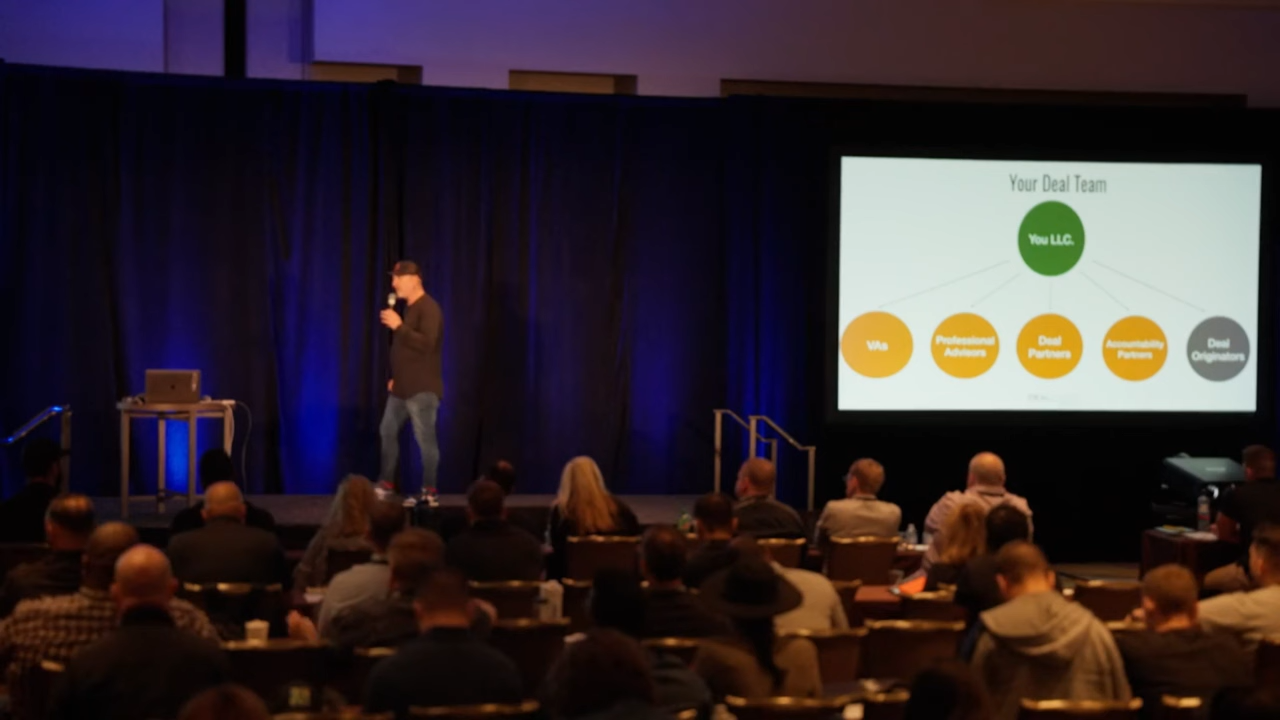 Your Deal Team
You LLC.
VAs
Professional
Advisors
Deal
Partners
Accountability
Partners
Deal
Originators